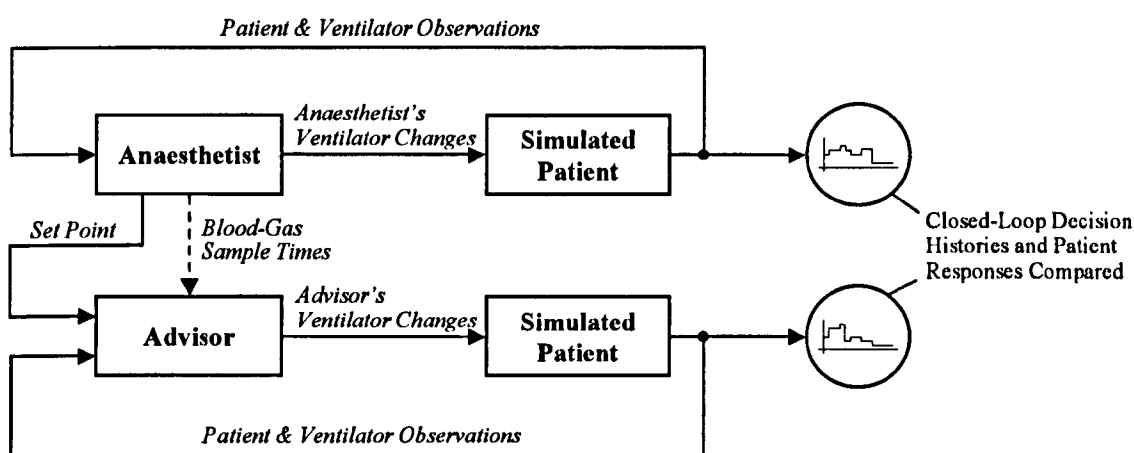 Patient & Ventilator Observations
Anaesthetist
Anaesthetist's
Ventilator Changes
Simulated
Patient
Set Point
Blood-Gas
Sample Times
Closed-Loop Decision
Histories and Patient
Responses Compared
Advisor
Advisor's
Ventilator Changes
Simulated
Patient
Patient & Ventilator Observations